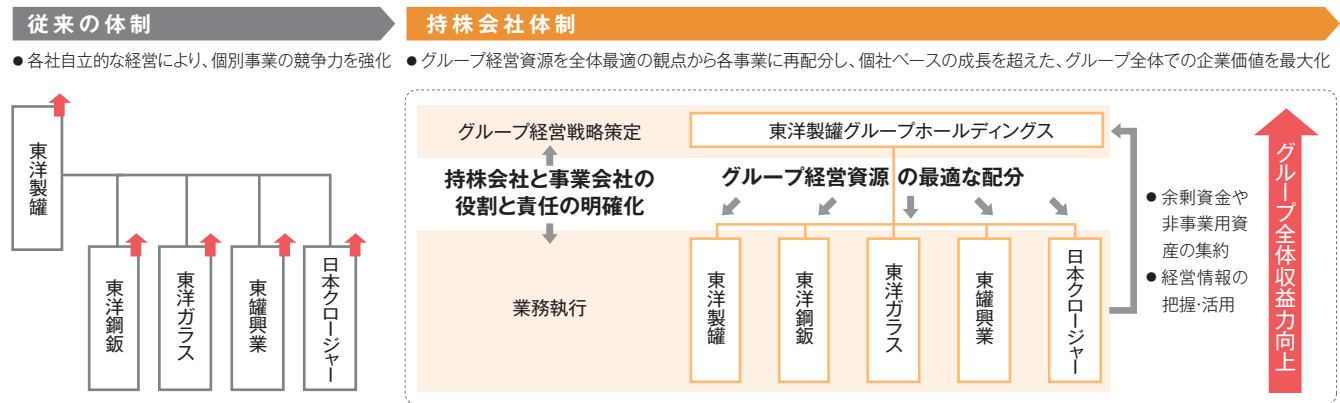 従来の体制
●各社自立的な経営により、個別事業の競争力を強化
東洋製罐
東洋鋼鈑
東洋ガラス
東罐興業
日本クロージャー
持株会社体制
●グループ経営資源を全体最適の観点から各事業に再配分し、個社ベースの成長を超えた、グループ全体での企業価値を最大化
グループ経営戦略策定
東洋製罐グループホールディングス
持株会社と事業会社の
役割と責任の明確化
グループ経営資源 の最適な配分
業務執行
東洋製罐
東洋鋼鈑
東洋ガラス
東罐興業
日本クロージャー
●余剰資金や
非事業用資
産の集約
●経営情報の
把握・活用
グループ全体収益力向上